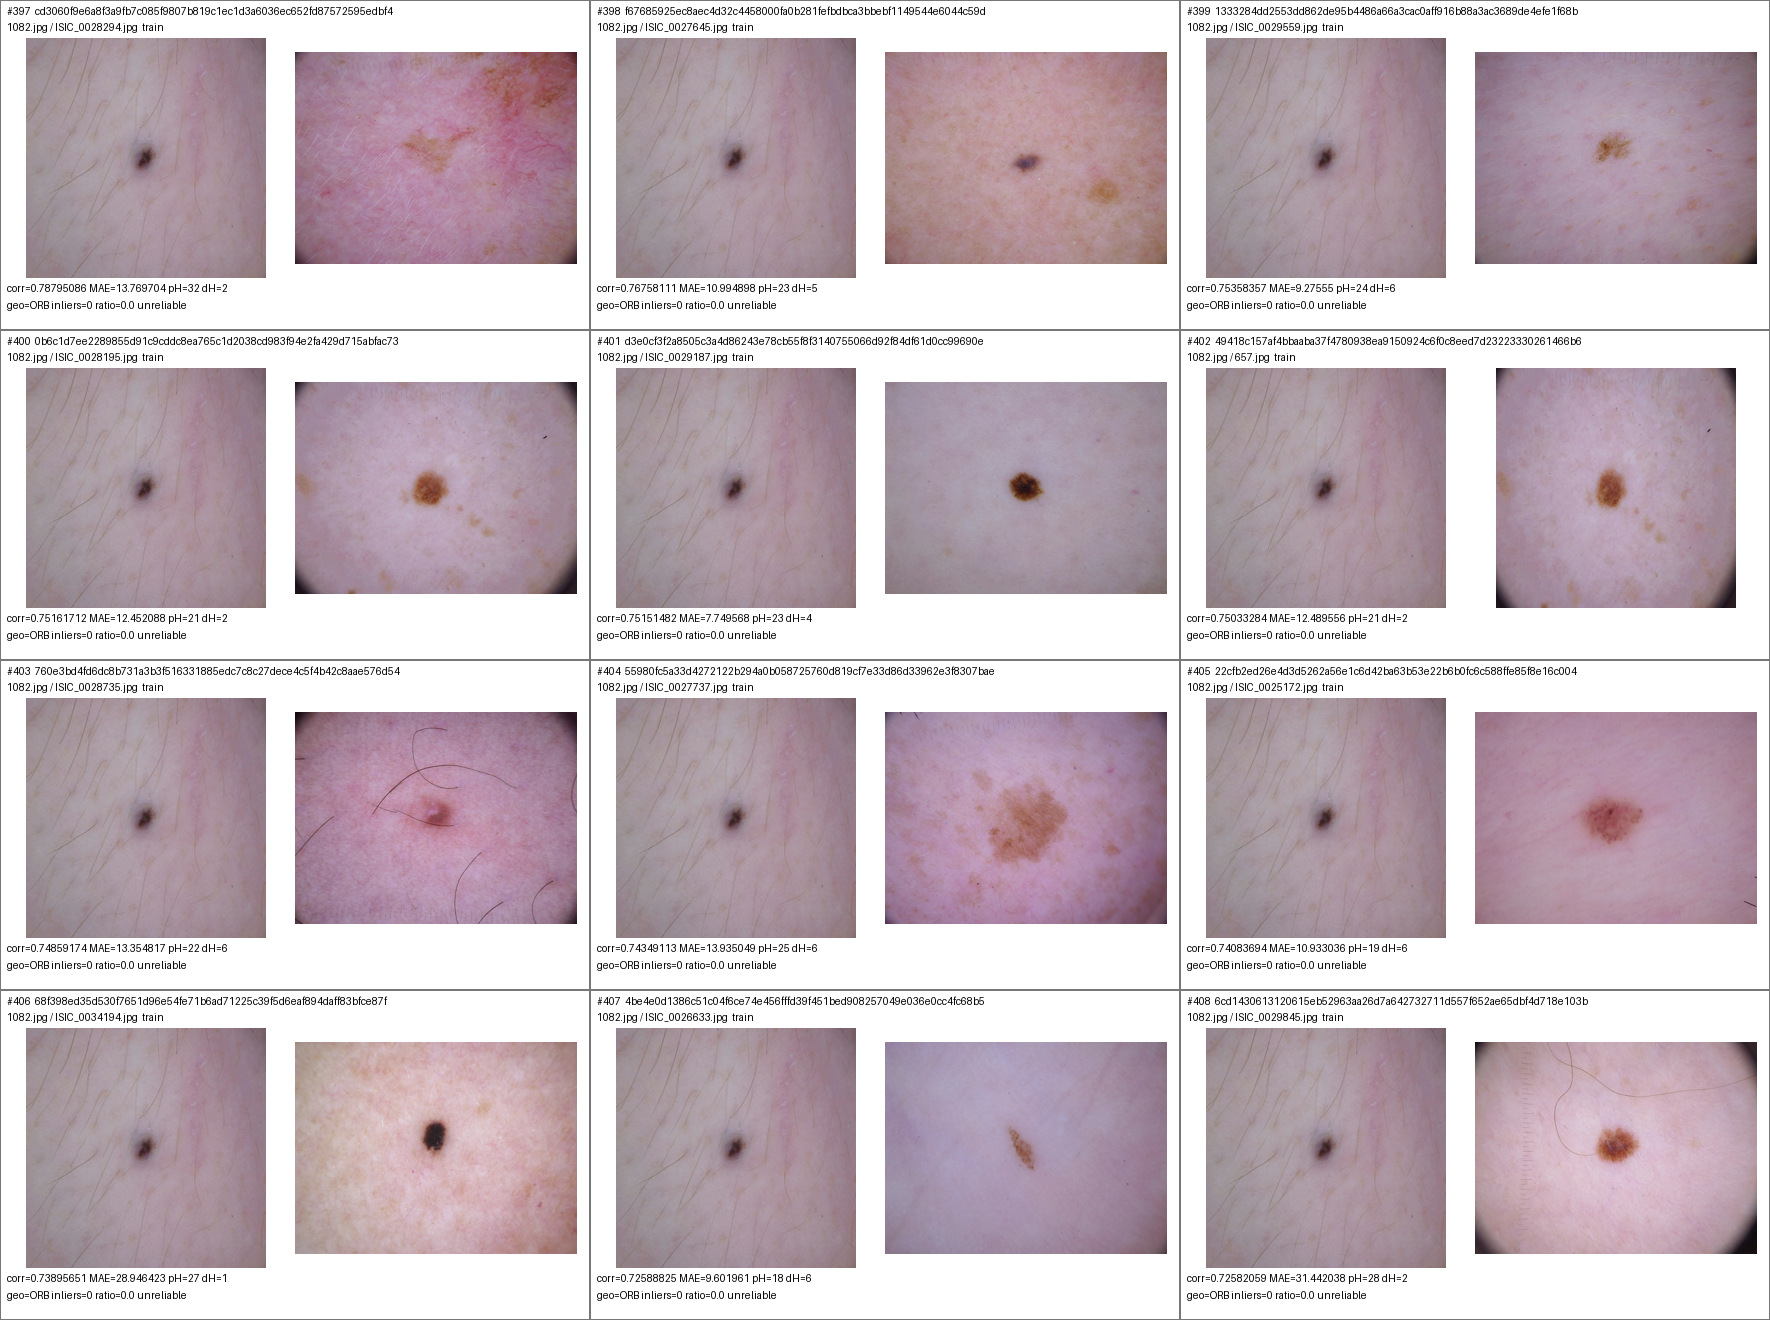 #397 cd3060f9e6a8f3a9fb7c085f9807b819c1ec1d3a6036ec652fd87572595edbf4
1082.jpg / ISIC_0028294.jpg train
corr=0.78795086 MAE=13.769704 pH=32 dH=2
geo=ORB inliers=0 ratio=0.0 unreliable
#398 f67685925ec8aec4d32c4458000fa0b281fefbdbca3bbebf1149544e6044c59d
1082.jpg / ISIC_0027645.jpg train
corr=0.76758111 MAE=10.994898 pH=23 dH=5
geo=ORB inliers=0 ratio=0.0 unreliable
#399 1333284dd2553dd862de95b4486a66a3cac0aff916b88a3ac3689de4efe1f68b
1082.jpg / ISIC_0029559.jpg train
corr=0.75358357 MAE=9.27555 pH=24 dH=6
geo=ORB inliers=0 ratio=0.0 unreliable
#400 0b6c1d7ee2289855d91c9cddc8ea765c1d2038cd983f94e2fa429d715abfac73
1082.jpg / ISIC_0028195.jpg train
corr=0.75161712 MAE=12.452088 pH=21 dH=2
geo=ORB inliers=0 ratio=0.0 unreliable
#401 d3e0cf3f2a8505c3a4d86243e78cb55f8f3140755066d92f84df61d0cc99690e
1082.jpg / ISIC_0029187.jpg train
corr=0.75151482 MAE=7.749568 pH=23 dH=4
geo=ORB inliers=0 ratio=0.0 unreliable
#402 49418c157af4bbaaba37f4780938ea9150924c6f0c8eed7d23223330261466b6
1082.jpg / 657.jpg train
corr=0.75033284 MAE=12.489556 pH=21 dH=2
geo=ORB inliers=0 ratio=0.0 unreliable
#403 760e3bd4fd6dc8b731a3b3f516331885edc7c8c27dece4c5f4b42c8aae576d54
1082.jpg / ISIC_0028735.jpg train
corr=0.74859174 MAE=13.354817 pH=22 dH=6
geo=ORB inliers=0 ratio=0.0 unreliable
#404 55980fc5a33d4272122b294a0b058725760d819cf7e33d86d33962e3f8307bae
1082.jpg / ISIC_0027737.jpg train
corr=0.74349113 MAE=13.935049 pH=25 dH=6
geo=ORB inliers=0 ratio=0.0 unreliable
#405 22cfb2ed26e4d3d5262a56e1c6d42ba63b53e22b6b0fc6c588ffe85f8e16c004
1082.jpg / ISIC_0025172.jpg train
corr=0.74083694 MAE=10.933036 pH=19 dH=6
geo=ORB inliers=0 ratio=0.0 unreliable
#406 68f398ed35d530f7651d96e54fe71b6ad71225c39f5d6eaf894daff83bfce87f
1082.jpg / ISIC_0034194.jpg train
corr=0.73895651 MAE=28.946423 pH=27 dH=1
geo=ORB inliers=0 ratio=0.0 unreliable
#407 4be4e0d1386c51c04f6ce74e456fffd39f451bed908257049e036e0cc4fc68b5
1082.jpg / ISIC_0026633.jpg train
corr=0.72588825 MAE=9.601961 pH=18 dH=6
geo=ORB inliers=0 ratio=0.0 unreliable
#408 6cd1430613120615eb52963aa26d7a642732711d557f652ae65dbf4d718e103b
1082.jpg / ISIC_0029845.jpg train
corr=0.72582059 MAE=31.442038 pH=28 dH=2
geo=ORB inliers=0 ratio=0.0 unreliable